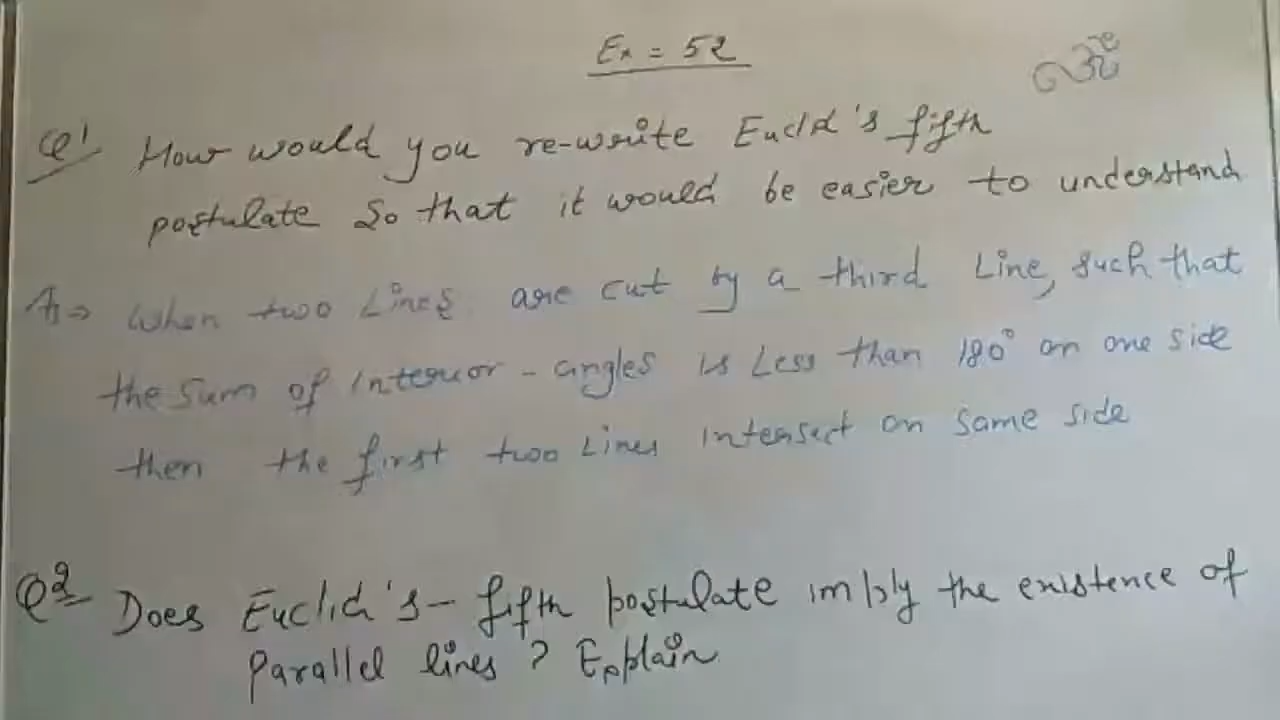 Ex = 52
Q1 How would you re-write Euclid's fifth
postulate so that it would be easier to understand
A⇒ When two Lines are cut by a third Line, such that
the sum of interior - angles is Less than 180° on one side
then the first two Lines intersect on same side
Q2 Does Euclid's - fifth postulate imply the existence of
parallel lines ? Explain